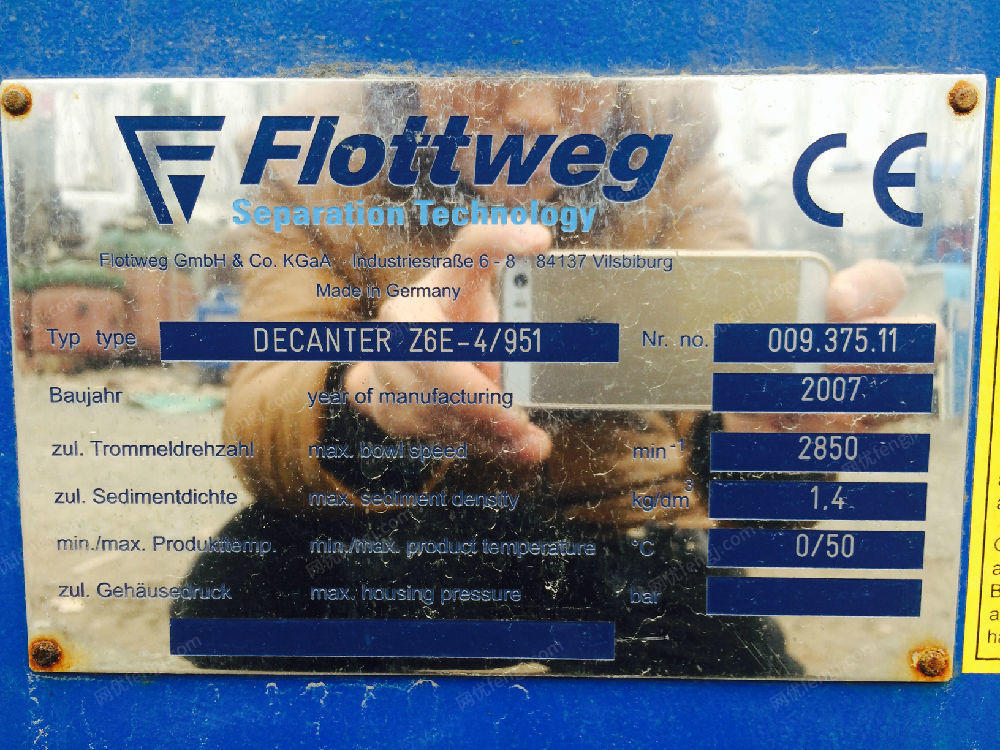 Flottweg
Separation Technology
CE
Flottweg GmbH & Co. KGaA · Industriestraße 6 - 8 · 84137 Vilsbiburg
Made in Germany
Typ type DECANTER Z6E-4/951 Nr. no. 009.375.11
Baujahr year of manufacturing 2007
zul. Trommeldrehzahl max. bowl speed min-1 2850
zul. Sedimentdichte max. sediment density kg/dm3 1.4
min./max. Produkttemp. min./max. product temperature °C 0/50
zul. Gehäusedruck max. housing pressure bar